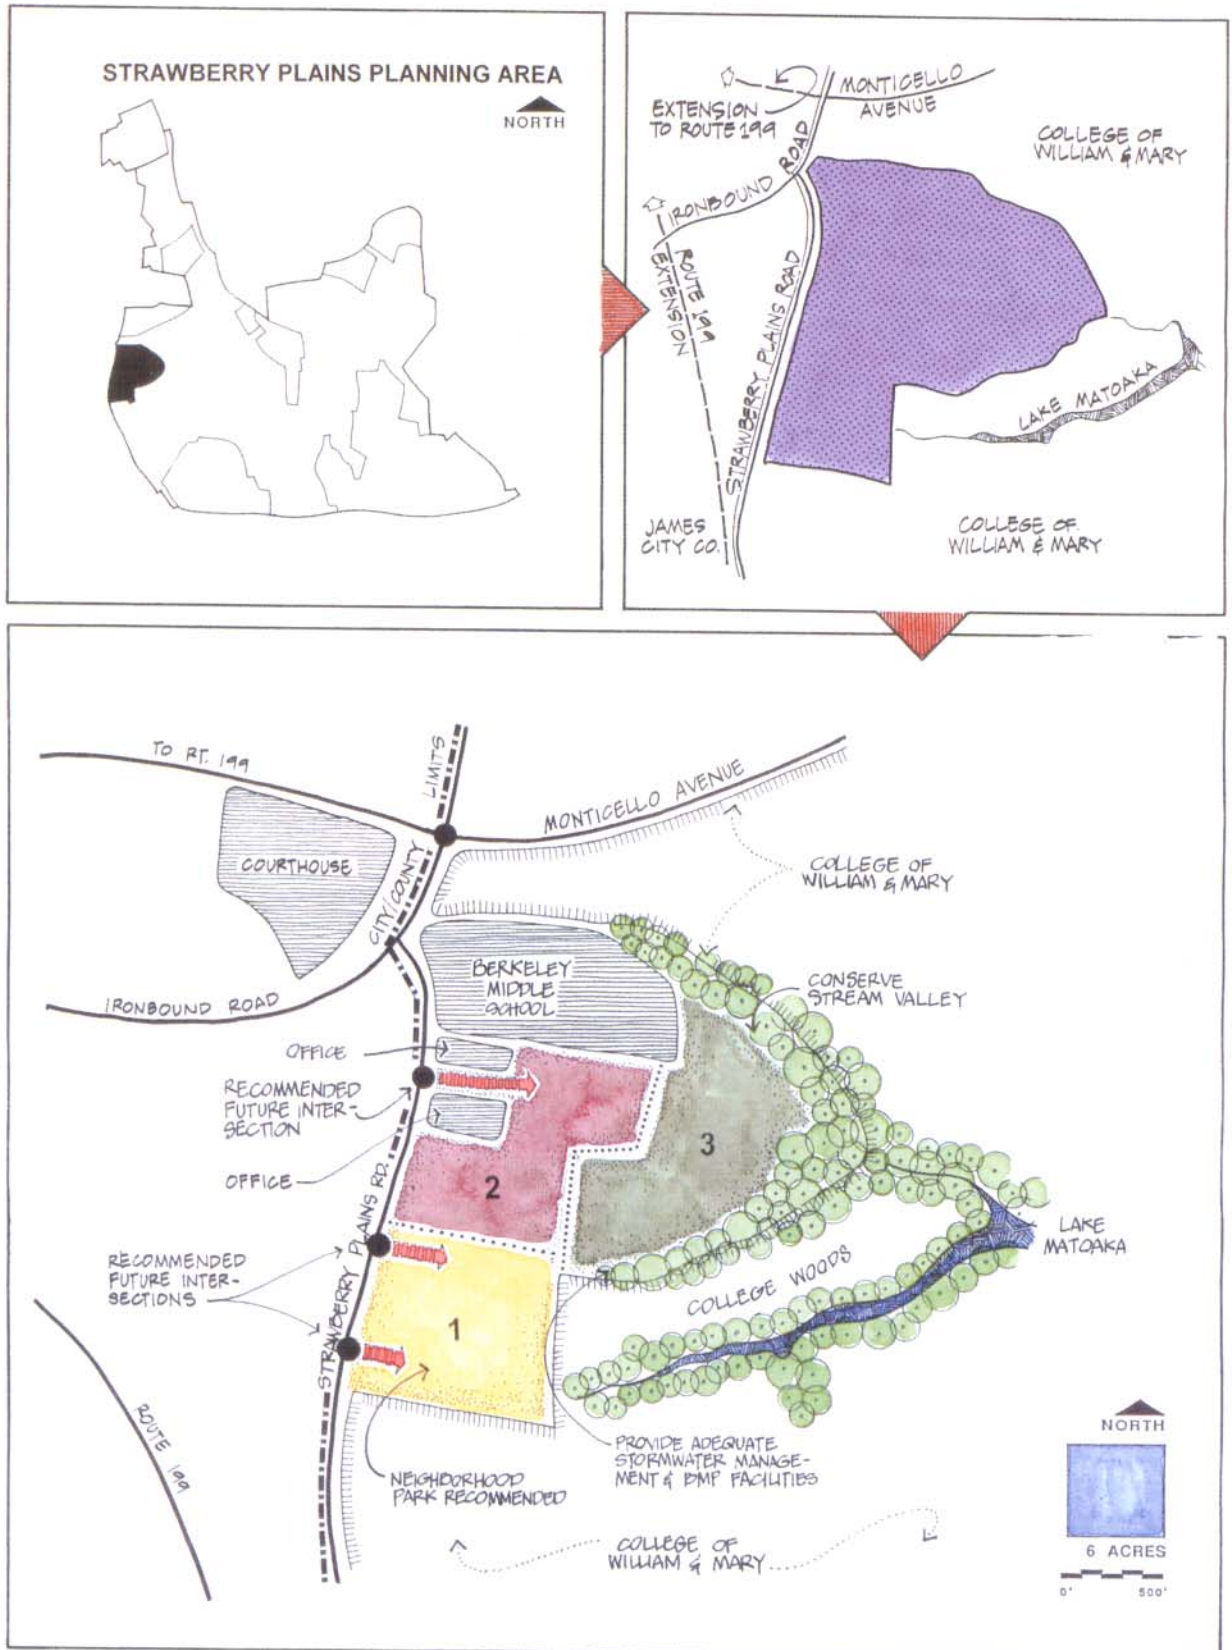 STRAWBERRY PLAINS PLANNING AREA
NORTH
MONTICELLO
AVENUE
EXTENSION
TO ROUTE 199
COLLEGE OF
WILLIAM & MARY
IRONBOUND ROAD
ROUTE 199
EXTENSION
STRAWBERRY PLAINS ROAD
LAKE MATOAKA
JAMES
CITY CO.
COLLEGE OF
WILLIAM & MARY
TO RT. 199
LIMITS
CITY/COUNTY
MONTICELLO AVENUE
COURTHOUSE
COLLEGE OF
WILLIAM & MARY
BERKELEY
MIDDLE
SCHOOL
CONSERVE
STREAM VALLEY
IRONBOUND ROAD
OFFICE
RECOMMENDED
FUTURE INTER-
SECTION
OFFICE
3
2
1
STRAWBERRY PLAINS RD.
RECOMMENDED
FUTURE INTER-
SECTIONS
LAKE
MATOAKA
COLLEGE WOODS
ROUTE 199
NEIGHBORHOOD
PARK RECOMMENDED
PROVIDE ADEQUATE
STORMWATER MANAGE-
MENT & BMP FACILITIES
COLLEGE OF
WILLIAM & MARY
NORTH
6 ACRES
0' 500'